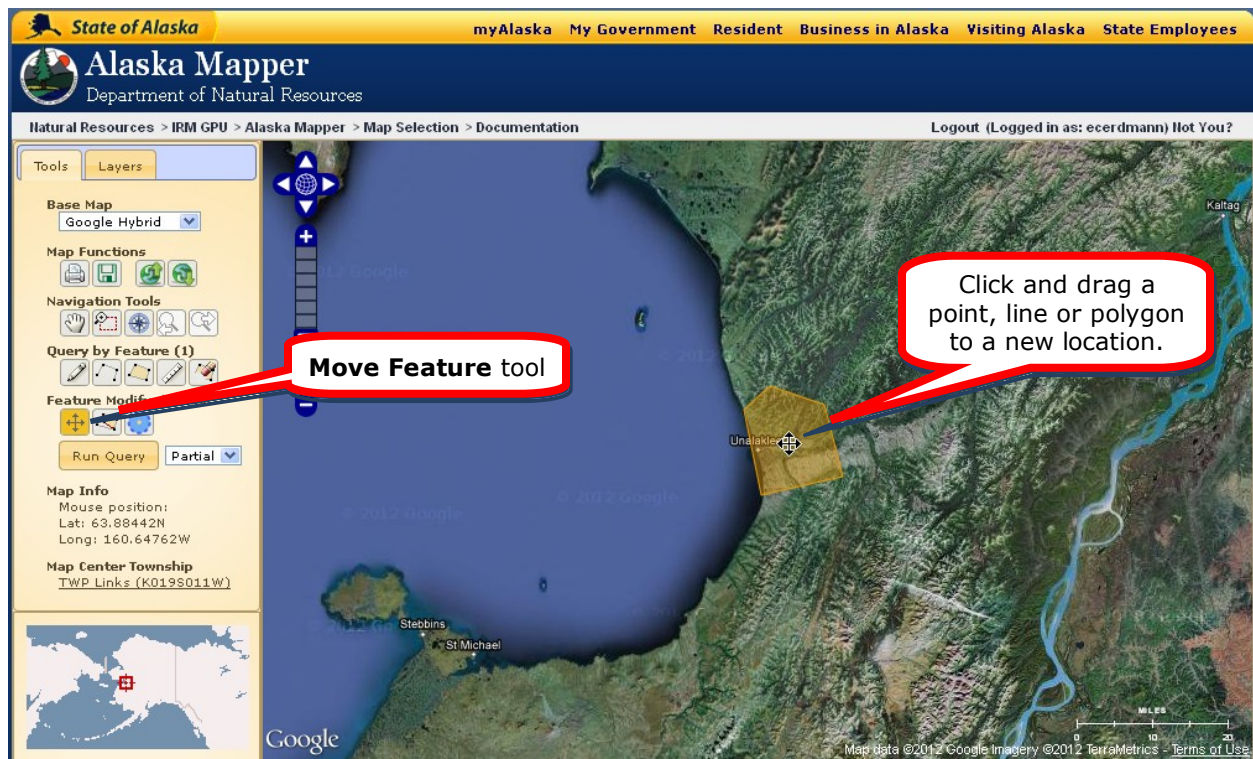 State of Alaska
myAlaska My Government Resident Business in Alaska Visiting Alaska State Employees
Alaska Mapper
Department of Natural Resources
Natural Resources > IRM GPU > Alaska Mapper > Map Selection > Documentation
Logout (Logged in as: ecerdmann) Not You?
Tools Layers
Base Map
Google Hybrid
Map Functions
Navigation Tools
Query by Feature (1)
Feature Modif
Run Query Partial
Map Info
Mouse position:
Lat: 63.88442N
Long: 160.64762W
Map Center Township
TWP Links (K019S011W)
Move Feature tool
Click and drag a
point, line or polygon
to a new location.
Kaltag
Unalakle
Stebbins
St Michael
© 2012 Google
© 2012 Google
Google
MILES
0 10 20
Map data ©2012 Google Imagery ©2012 TerraMetrics - Terms of Use